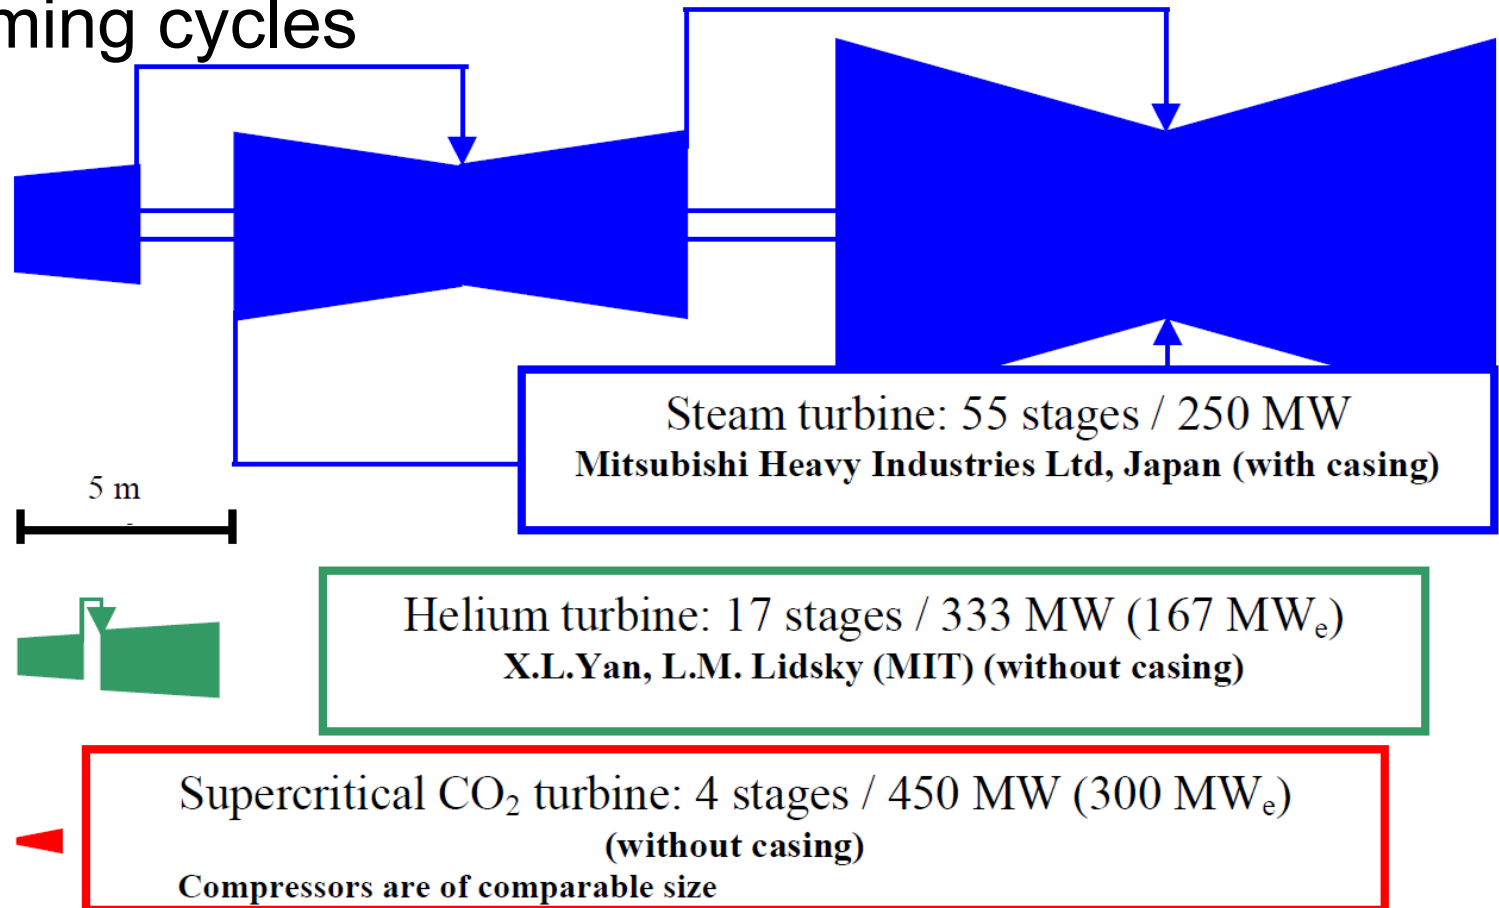 cycles
Steam turbine: 55 stages / 250 MW
Mitsubishi Heavy Industries Ltd, Japan (with casing)
5 m
Helium turbine: 17 stages / 333 MW (167 MWₑ)
X.L.Yan, L.M. Lidsky (MIT) (without casing)
Supercritical CO₂ turbine: 4 stages / 450 MW (300 MWₑ)
(without casing)
Compressors are of comparable size